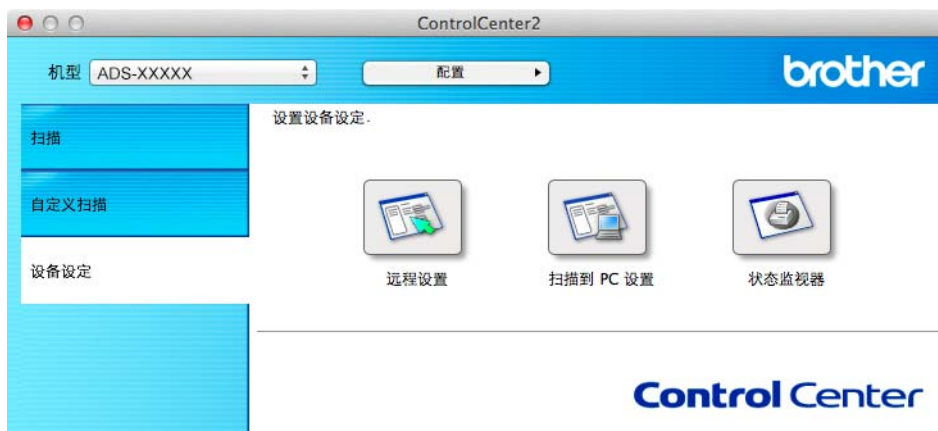 ControlCenter2
机型 ADS-XXXXX 配置 brother
扫描
自定义扫描
设备设定
设置设备设定.
远程设置 扫描到 PC 设置 状态监视器
Control Center